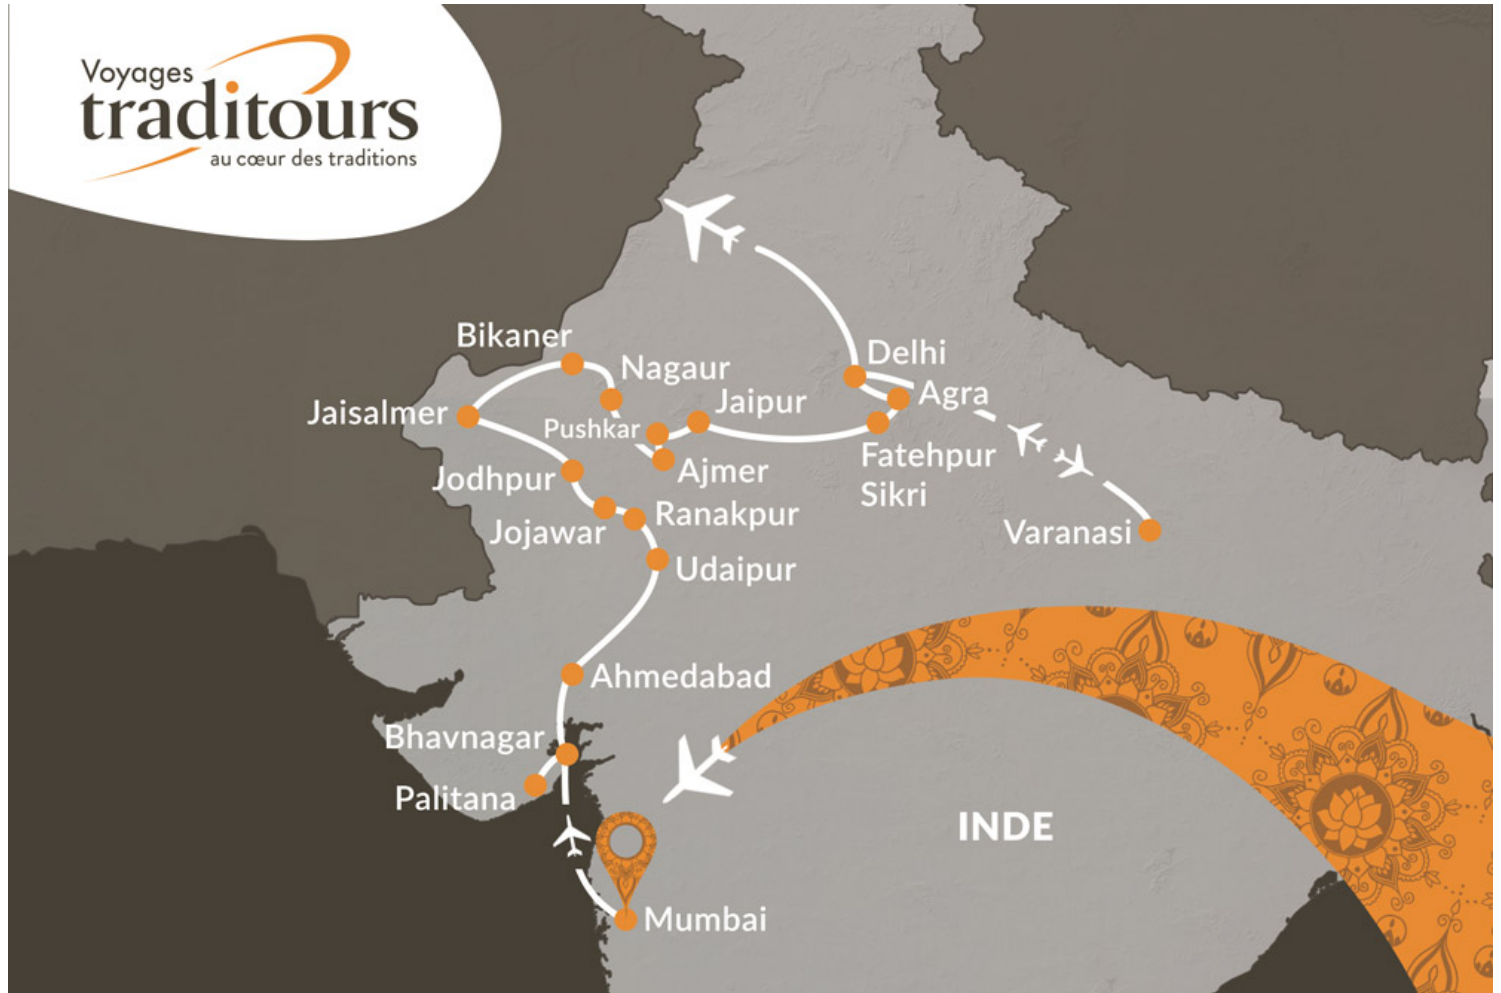 Voyages
traditours
au cœur des traditions
Bikaner
Delhi
Nagaur
Agra
Jaipur
Jaisalmer
Pushkar
Fatehpur
Sikri
Ajmer
Jodhpur
Ranakpur
Jojawar
Varanasi
Udaipur
Ahmedabad
Bhavnagar
Palitana
INDE
Mumbai